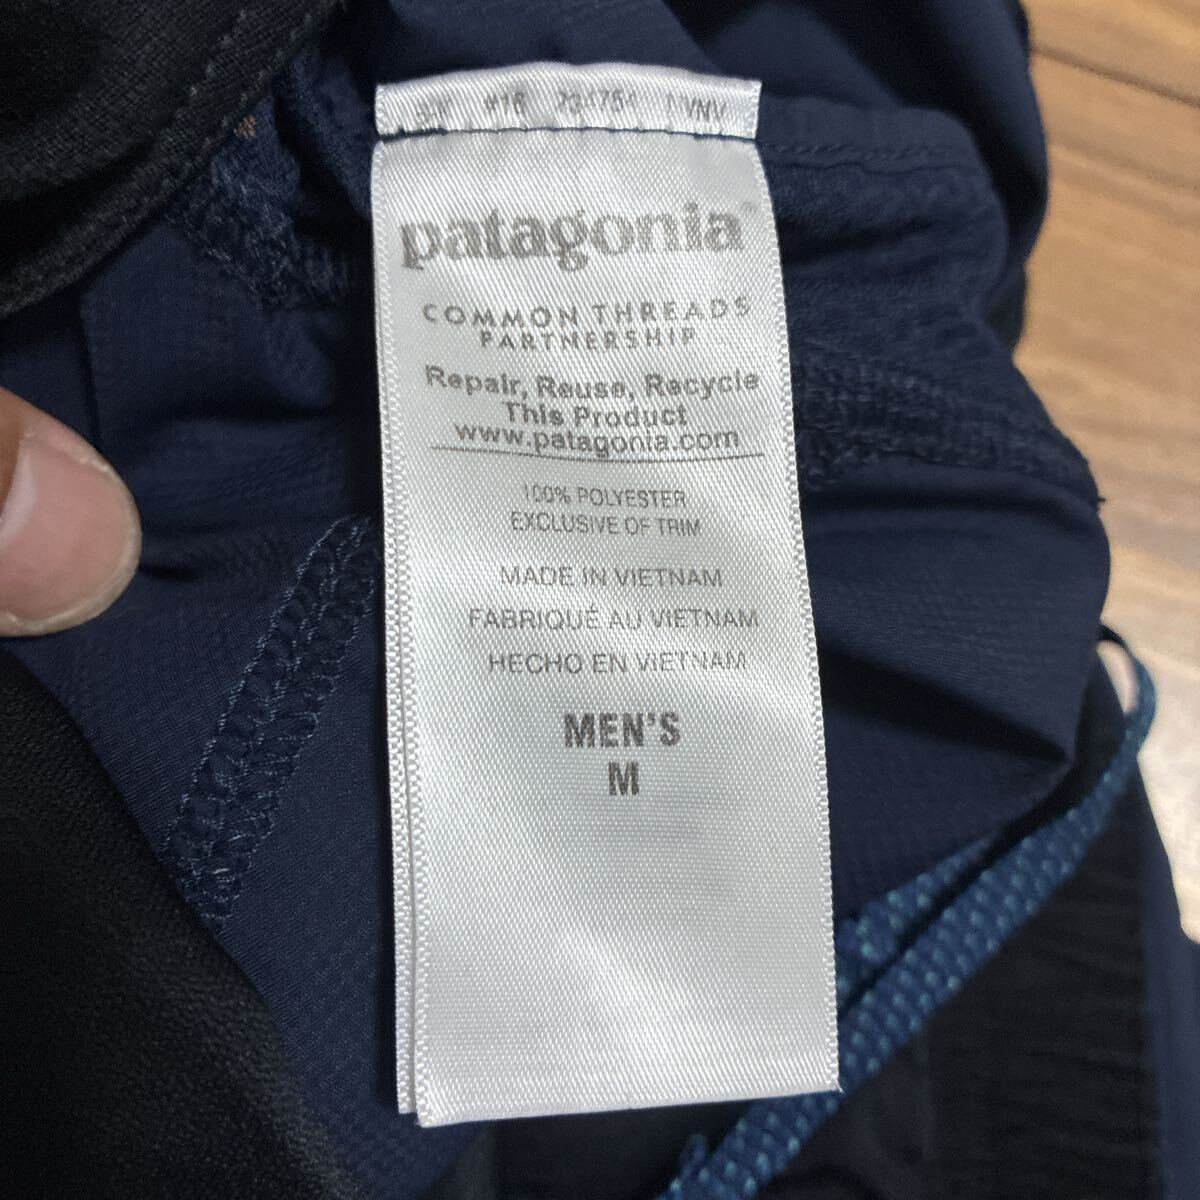 #16
patagonia®
COMMON THREADS
PARTNERSHIP
Repair, Reuse, Recycle
This Product
www.patagonia.com
100% POLYESTER
EXCLUSIVE OF TRIM
MADE IN VIETNAM
FABRIQUÉ AU VIETNAM
HECHO EN VIETNAM
MEN'S
M